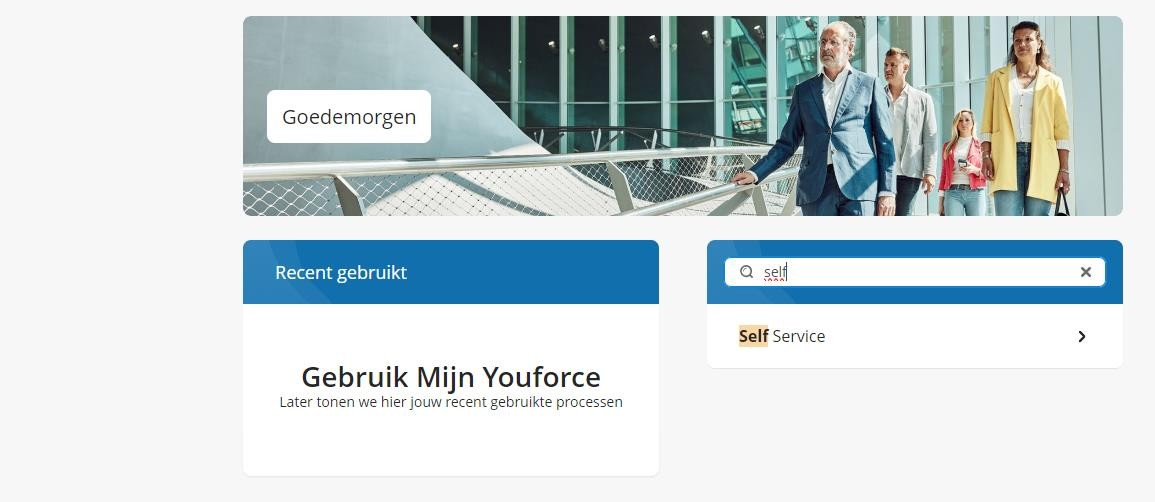 Goedemorgen
Recent gebruikt
Gebruik Mijn Youforce
Later tonen we hier jouw recent gebruikte processen
self
Self Service